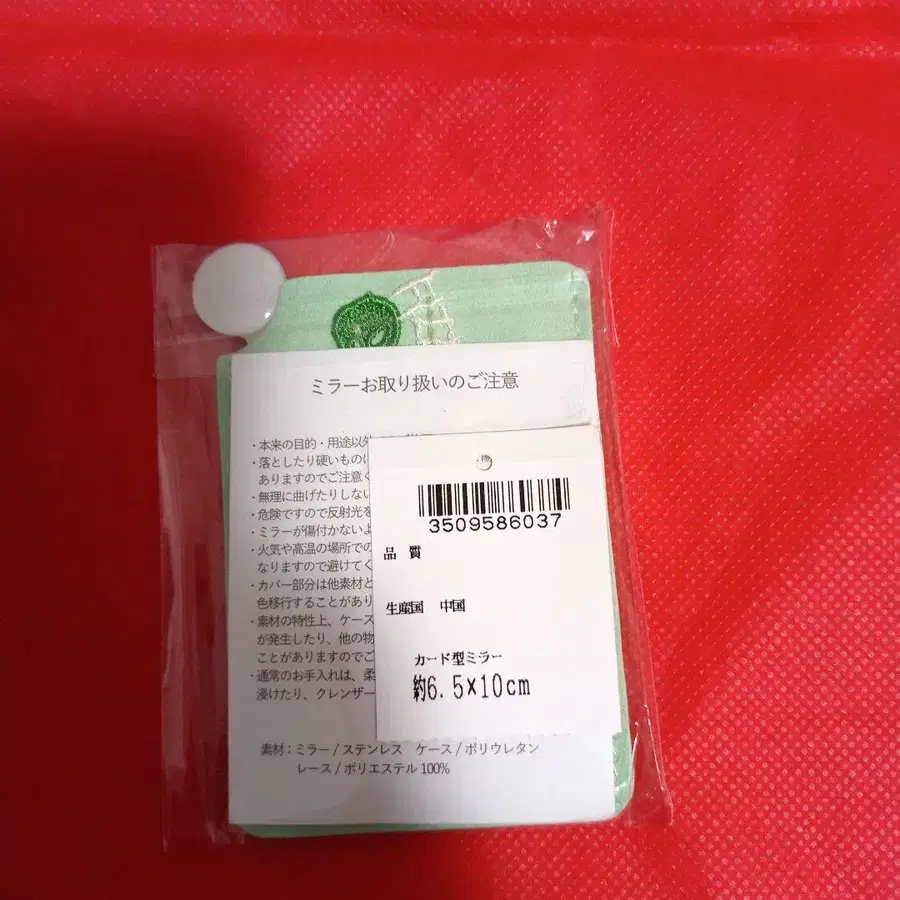 ミラーお取り扱いのご注意
・本来の目的・用途以外
・落としたり硬いものに
ありますのでご注意く
・無理に曲げたりしない
・危険ですので反射光を
・ミラーが傷付かないよ
・火気や高温の場所での
なりますので避けてく
・カバー部分は他素材と
色移行することがあり
・素材の特性上、ケース
が発生したり、他の物
ことがありますのでご
・通常のお手入れは、柔
浸けたり、クレンザー
素材：ミラー / ステンレス　ケース / ポリウレタン
レース / ポリエステル 100%
3509586037
品 質
生産国　中国
カード型ミラー
約6.5×10cm